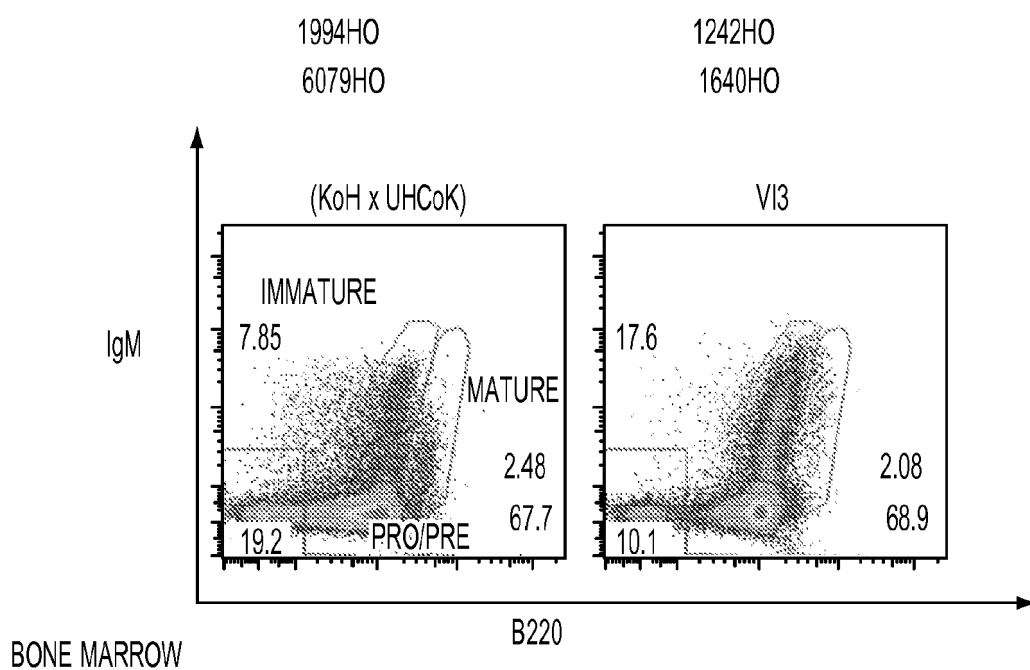 1994HO 1242HO
6079HO 1640HO
(KoH x UHCoK) VI3
IMMATURE
7.85 17.6
IgM
MATURE
2.48 2.08
67.7 68.9
PRO/PRE
19.2 10.1
B220
BONE MARROW